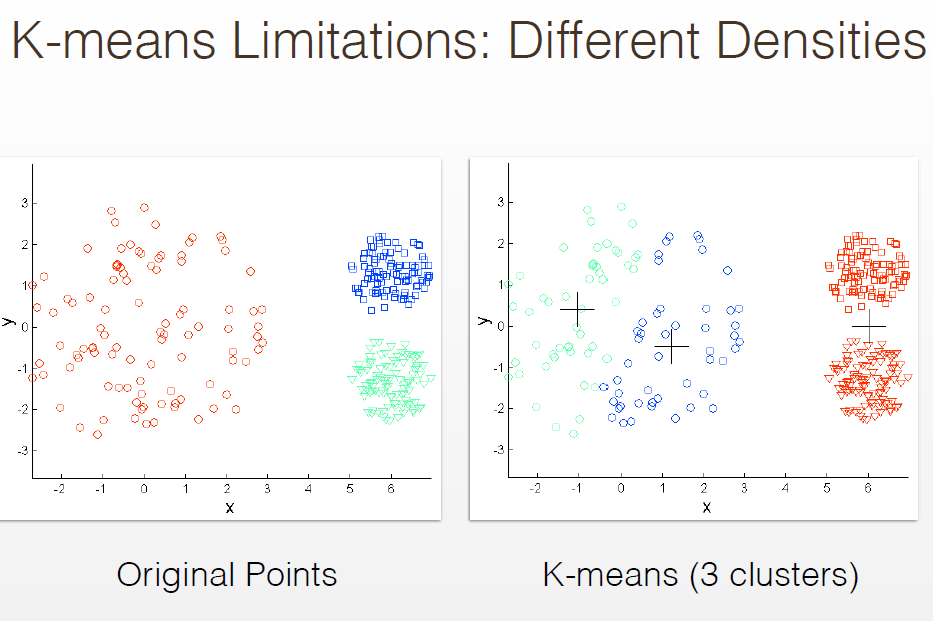 K-means Limitations: Different Densities
3
2
1
0
-1
-2
-3
y
-2 -1 0 1 2 3 4 5 6
x
3
2
1
0
-1
-2
-3
y
-2 -1 0 1 2 3 4 5 6
x
Original Points
K-means (3 clusters)